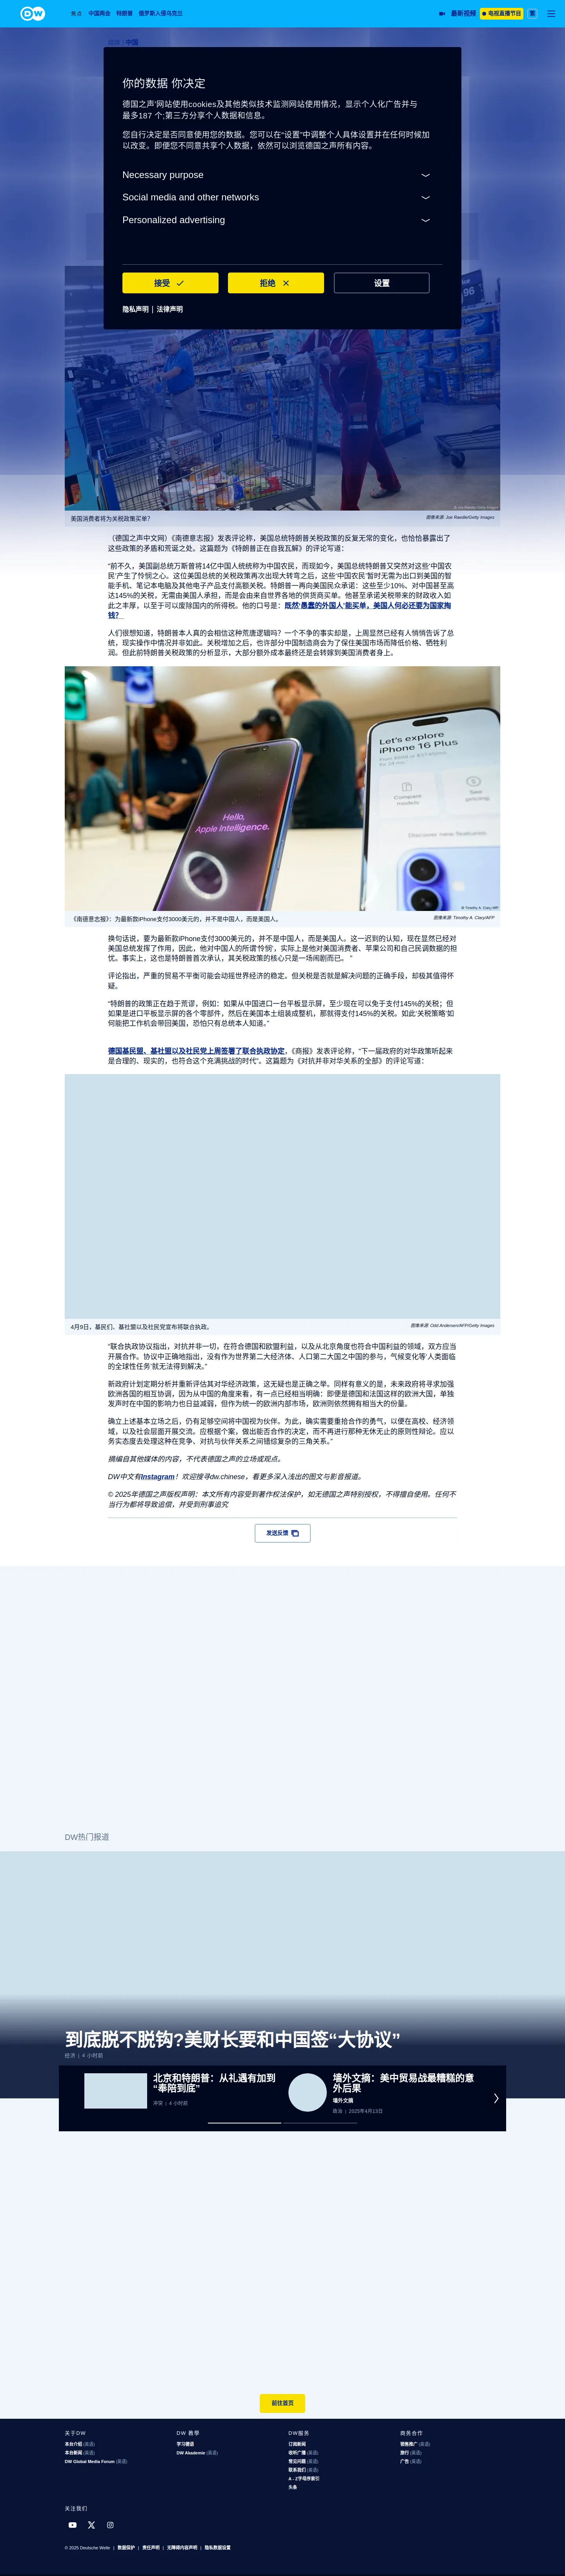 DW
焦点
中国两会
特朗普
俄罗斯入侵乌克兰
最新视频
电视直播节目
繁
中国
你的数据 你决定
德国之声'网站使用cookies及其他类似技术监测网站使用情况，显示个人化广告并与
最多187 个;第三方分享个人数据和信息。
您自行决定是否同意使用您的数据。您可以在“设置”中调整个人具体设置并在任何时候加
以改变。即便您不同意共享个人数据，依然可以浏览德国之声所有内容。
Necessary purpose
Social media and other networks
Personalized advertising
接受
拒绝
设置
隐私声明 | 法律声明
美国消费者将为关税政策买单？
图像来源: Joe Raedle/Getty Images
（德国之声中文网）《南德意志报》发表评论称，美国总统特朗普关税政策的反复无常的变化，也恰恰暴露出了
这些政策的矛盾和荒诞之处。这篇题为《特朗普正在自我瓦解》的评论写道：
“前不久，美国副总统万斯曾将14亿中国人统统称为中国农民，而现如今，美国总统特朗普又突然对这些‘中国农
民’产生了怜悯之心。这位美国总统的关税政策再次出现大转弯之后，这些‘中国农民’暂时无需为出口到美国的智
能手机、笔记本电脑及其他电子产品支付高额关税。特朗普一再向美国民众承诺：这些至少10%、对中国甚至高
达145%的关税，无需由美国人承担，而是会由来自世界各地的供货商买单。他甚至承诺关税带来的财政收入如
此之丰厚，以至于可以废除国内的所得税。他的口号是：既然‘愚蠢的外国人’能买单，美国人何必还要为国家掏
钱？
人们很想知道，特朗普本人真的会相信这种荒唐逻辑吗？一个不争的事实却是，上周显然已经有人悄悄告诉了总
统，现实操作中情况并非如此。关税增加之后，也许部分中国制造商会为了保住美国市场而降低价格、牺牲利
润。但此前特朗普关税政策的分析显示，大部分额外成本最终还是会转嫁到美国消费者身上。
Hello,
Apple Intelligence.
Let's explore
iPhone 16 Plus
Compare
models
See
pricing.
© Timothy A. Clary/AFP
《南德意志报》：为最新款iPhone支付3000美元的，并不是中国人，而是美国人。
图像来源: Timothy A. Clary/AFP
换句话说，要为最新款iPhone支付3000美元的，并不是中国人，而是美国人。这一迟到的认知，现在显然已经对
美国总统发挥了作用，因此，他对中国人的所谓‘怜悯’，实际上是他对美国消费者、苹果公司和自己民调数据的担
忧。事实上，这也是特朗普首次承认，其关税政策的核心只是一场闹剧而已。 ”
评论指出，严重的贸易不平衡可能会动摇世界经济的稳定。但关税是否就是解决问题的正确手段，却极其值得怀
疑。
“特朗普的政策正在趋于荒谬，例如：如果从中国进口一台平板显示屏，至少现在可以免于支付145%的关税；但
如果是进口平板显示屏的各个零部件，然后在美国本土组装成整机，那就得支付145%的关税。如此‘关税策略’如
何能把工作机会带回美国，恐怕只有总统本人知道。”
德国基民盟、基社盟以及社民党上周签署了联合执政协定，《商报》发表评论称，“下一届政府的对华政策听起来
是合理的、现实的，也符合这个充满挑战的时代”。这篇题为《对抗并非对华关系的全部》的评论写道：
4月9日，基民们、基社盟以及社民党宣布将联合执政。
图像来源: Odd Andersen/AFP/Getty Images
“联合执政协议指出，对抗并非一切，在符合德国和欧盟利益，以及从北京角度也符合中国利益的领域，双方应当
开展合作。协议中正确地指出，没有作为世界第二大经济体、人口第二大国之中国的参与，气候变化等‘人类面临
的全球性任务’就无法得到解决。”
新政府计划定期分析并重新评估其对华经济政策，这无疑也是正确之举。同样有意义的是，未来政府将寻求加强
欧洲各国的相互协调，因为从中国的角度来看，有一点已经相当明确：即便是德国和法国这样的欧洲大国，单独
发声时在中国的影响力也日益减弱，但作为统一的欧洲内部市场，欧洲则依然拥有相当大的份量。
确立上述基本立场之后，仍有足够空间将中国视为伙伴。为此，确实需要重拾合作的勇气，以便在高校、经济领
域，以及社会层面开展交流。应根据个案，做出能否合作的决定，而不再进行那种无休无止的原则性辩论。应以
务实态度去处理这种在竞争、对抗与伙伴关系之间错综复杂的三角关系。”
摘编自其他媒体的内容，不代表德国之声的立场或观点。
DW中文有Instagram！欢迎搜寻dw.chinese，看更多深入浅出的图文与影音报道。
© 2025年德国之声版权声明：本文所有内容受到著作权法保护，如无德国之声特别授权，不得擅自使用。任何不
当行为都将导致追偿，并受到刑事追究
发送反馈
DW热门报道
到底脱不脱钩?美财长要和中国签“大协议”
经济 | 4 小时前
北京和特朗普：从礼遇有加到
“奉陪到底”
冲突 | 4 小时前
墙外文摘：美中贸易战最糟糕的意
外后果
墙外文摘
政治 | 2025年4月13日
前往首页
关于DW
本台介绍 (英语)
本台新闻 (英语)
DW Global Media Forum (英语)
DW 教學
学习德语
DW Akademie (英语)
DW服务
订阅新闻
收听广播 (英语)
常见问题 (英语)
联系我们 (英语)
A - Z字母序索引
头条
商务合作
销售推广 (英语)
旅行 (英语)
广告 (英语)
关注我们
© 2025 Deutsche Welle | 数据保护 | 责任声明 | 无障碍内容声明 | 隐私数据设置